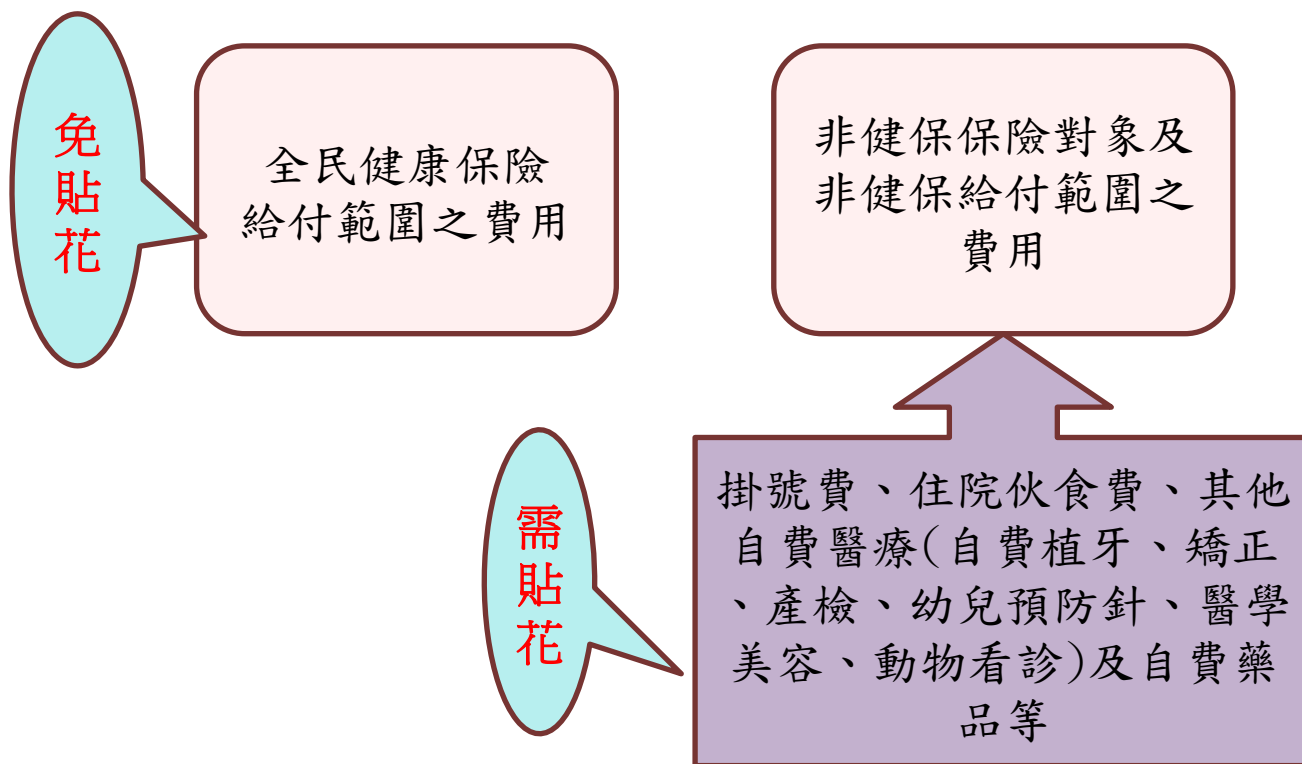 免貼花
全民健康保險
給付範圍之費用
非健保保險對象及
非健保給付範圍之
費用
需貼花
掛號費、住院伙食費、其他
自費醫療(自費植牙、矯正
、產檢、幼兒預防針、醫學
美容、動物看診)及自費藥
品等